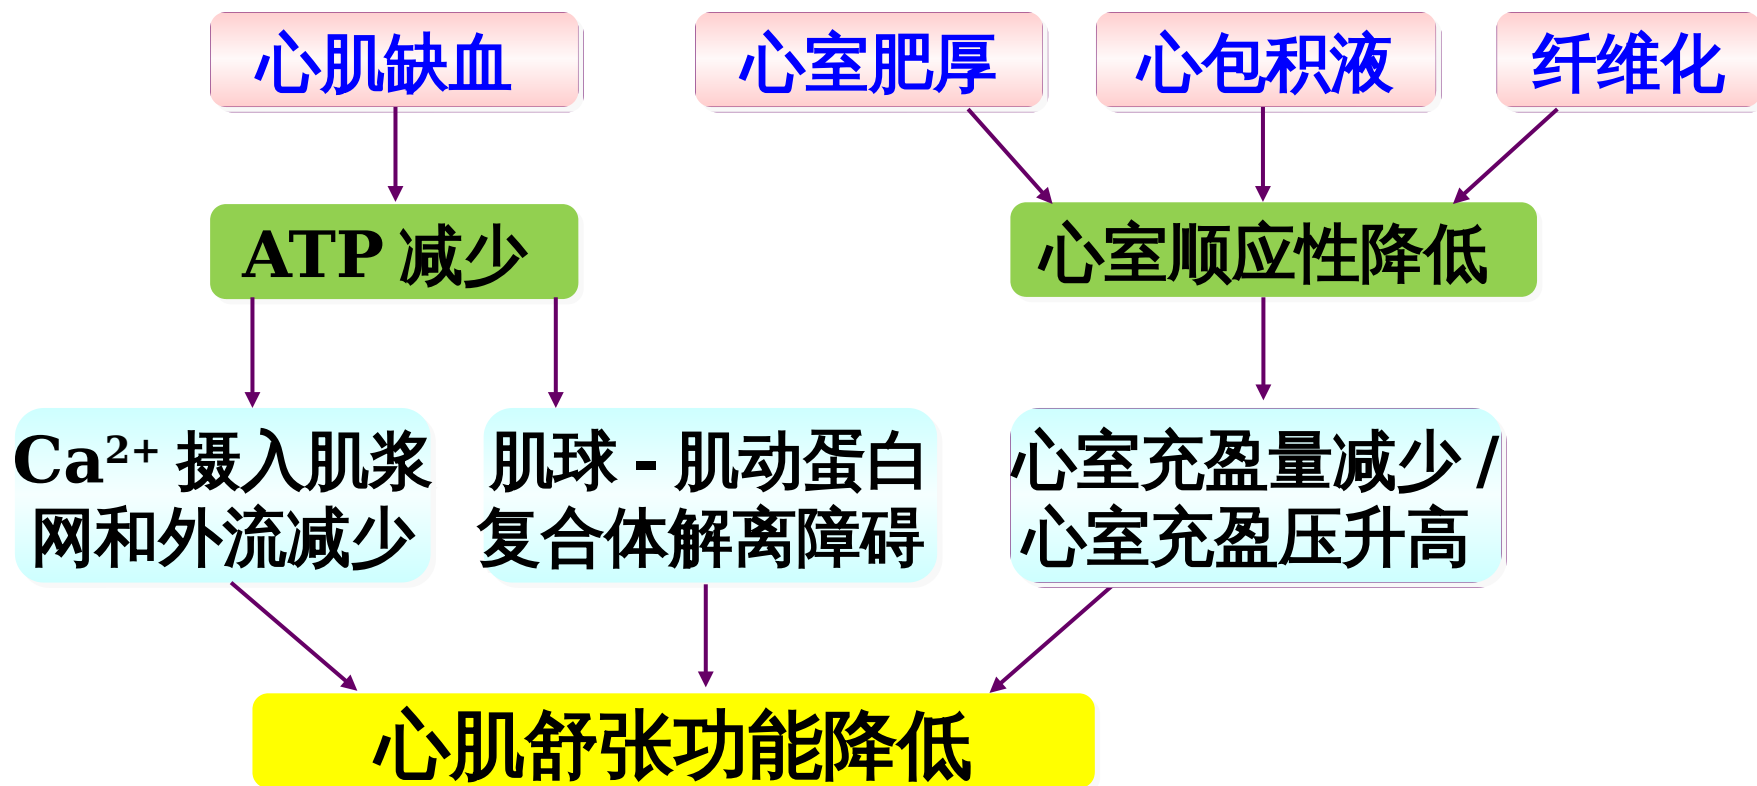 心肌缺血
心室肥厚
心包积液
纤维化
ATP 减少
心室顺应性降低
Ca²⁺ 摄入肌浆
网和外流减少
肌球 - 肌动蛋白
复合体解离障碍
心室充盈量减少 /
心室充盈压升高
心肌舒张功能降低